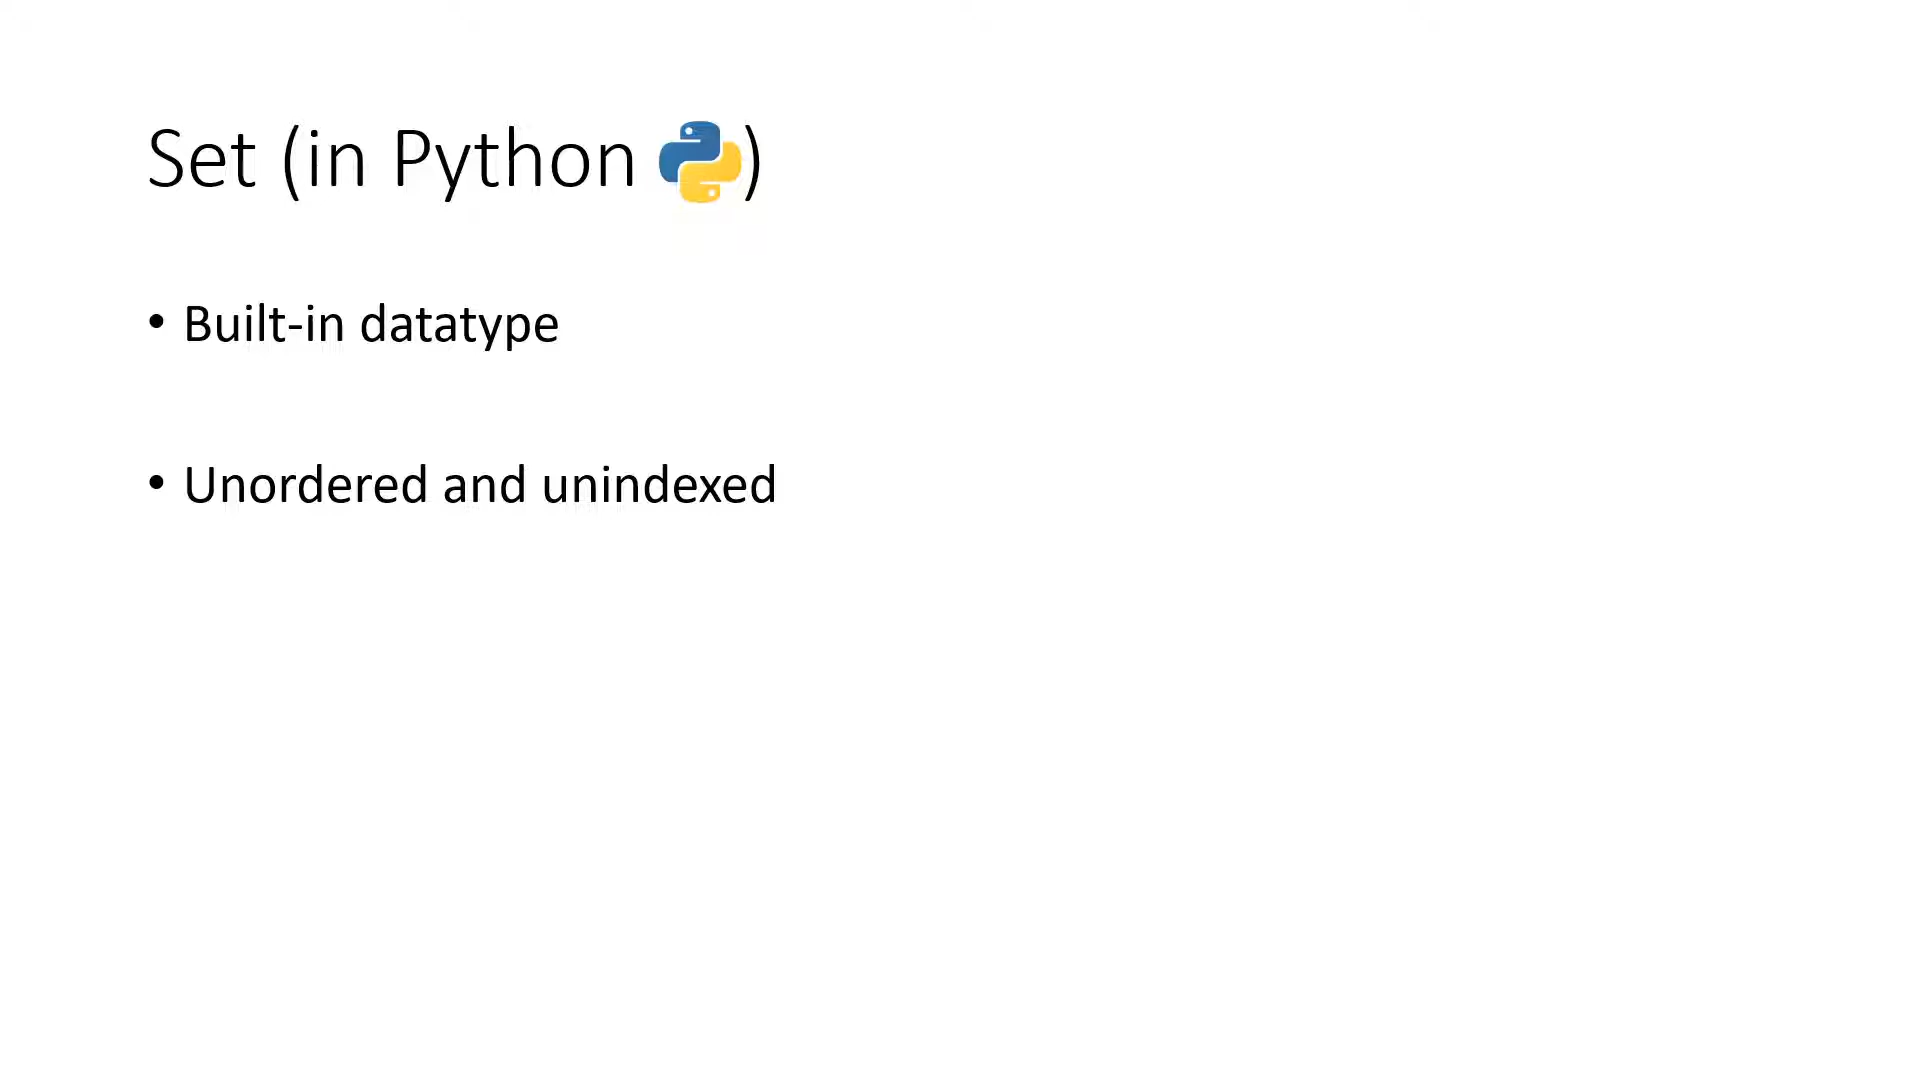 Set (in Python )
• Built-in datatype
• Unordered and unindexed